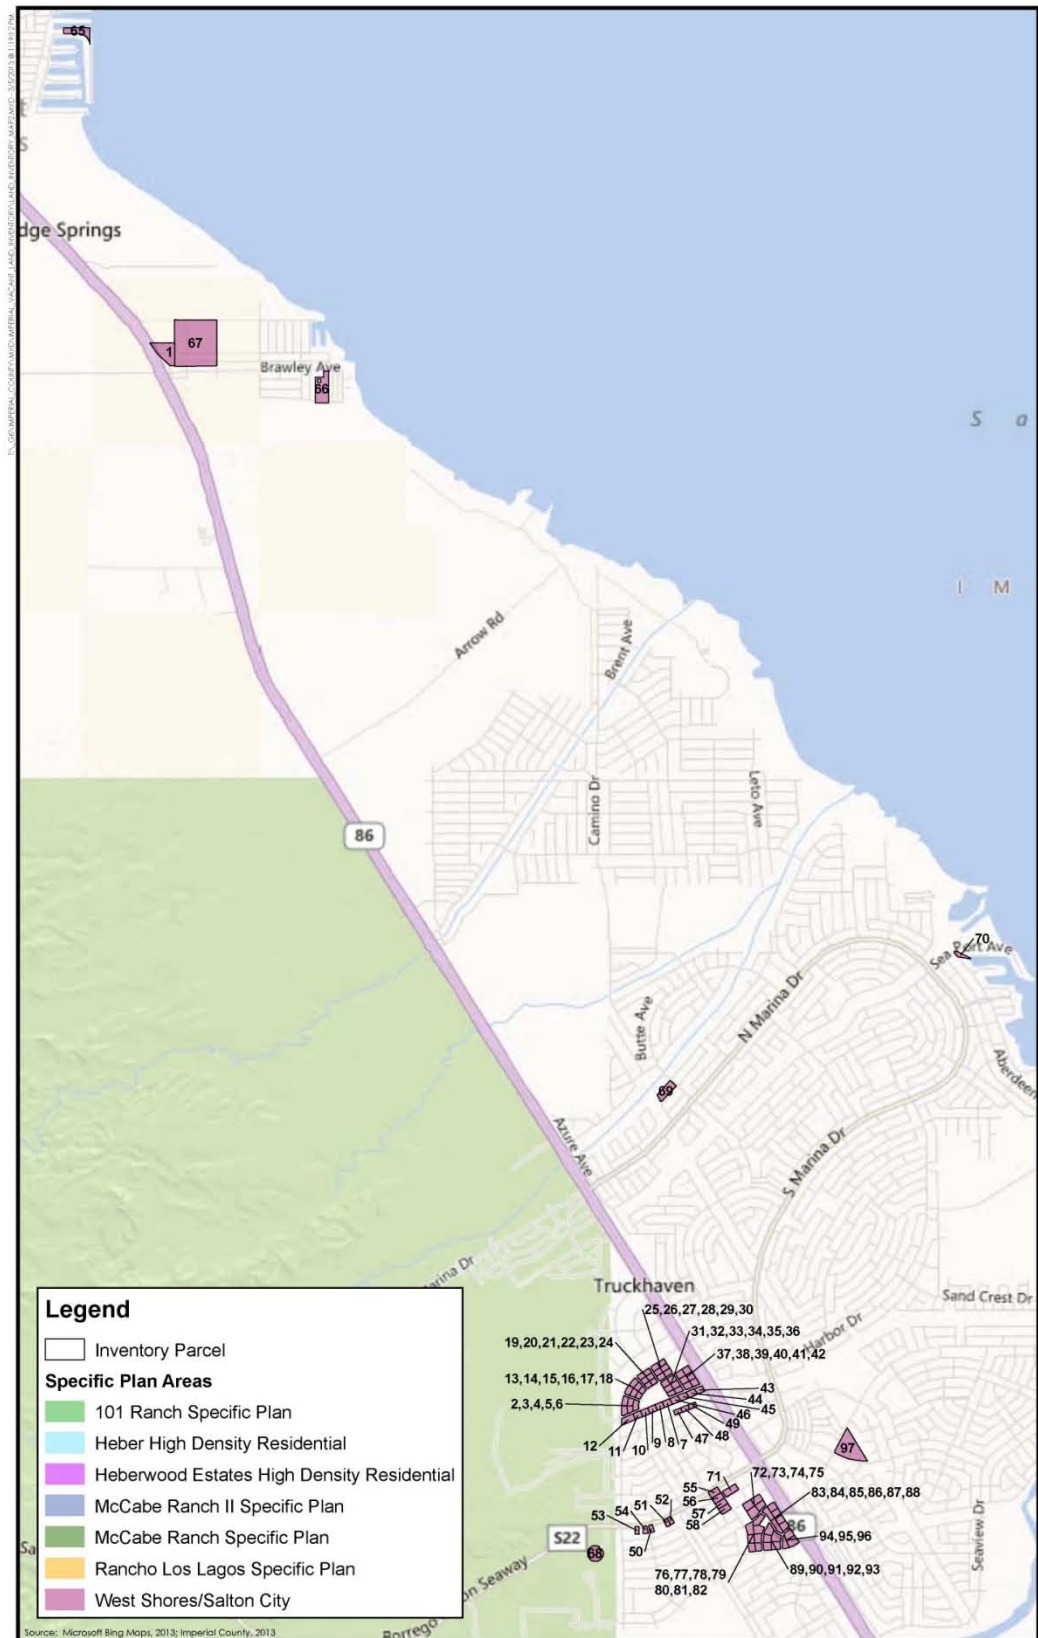 65
t
s
dge Springs
67
1
Brawley Ave
66
S a
I M
Arrow Rd
Brent Ave
Camino Dr
Leto Ave
86
70
Sea Port Ave
N Marina Dr
Butte Ave
Aberdeen
69
Azure Ave
S Marina Dr
arina Dr
Truckhaven
Sand Crest Dr
Harbor Dr
25,26,27,28,29,30
19,20,21,22,23,24
31,32,33,34,35,36
37,38,39,40,41,42
13,14,15,16,17,18
43
44
2,3,4,5,6
45
46
49
12
11
10
9
8
7
47
48
97
71
72,73,74,75
55
83,84,85,86,87,88
56
51
52
54
57
53
58
86
94,95,96
S22
50
68
Seaview Dr
76,77,78,79
80,81,82
89,90,91,92,93
Seaway
Legend
Inventory Parcel
Specific Plan Areas
101 Ranch Specific Plan
Heber High Density Residential
Heberwood Estates High Density Residential
McCabe Ranch II Specific Plan
McCabe Ranch Specific Plan
Rancho Los Lagos Specific Plan
West Shores/Salton City
Sa
Source: Microsoft Bing Maps, 2013; Imperial County, 2013